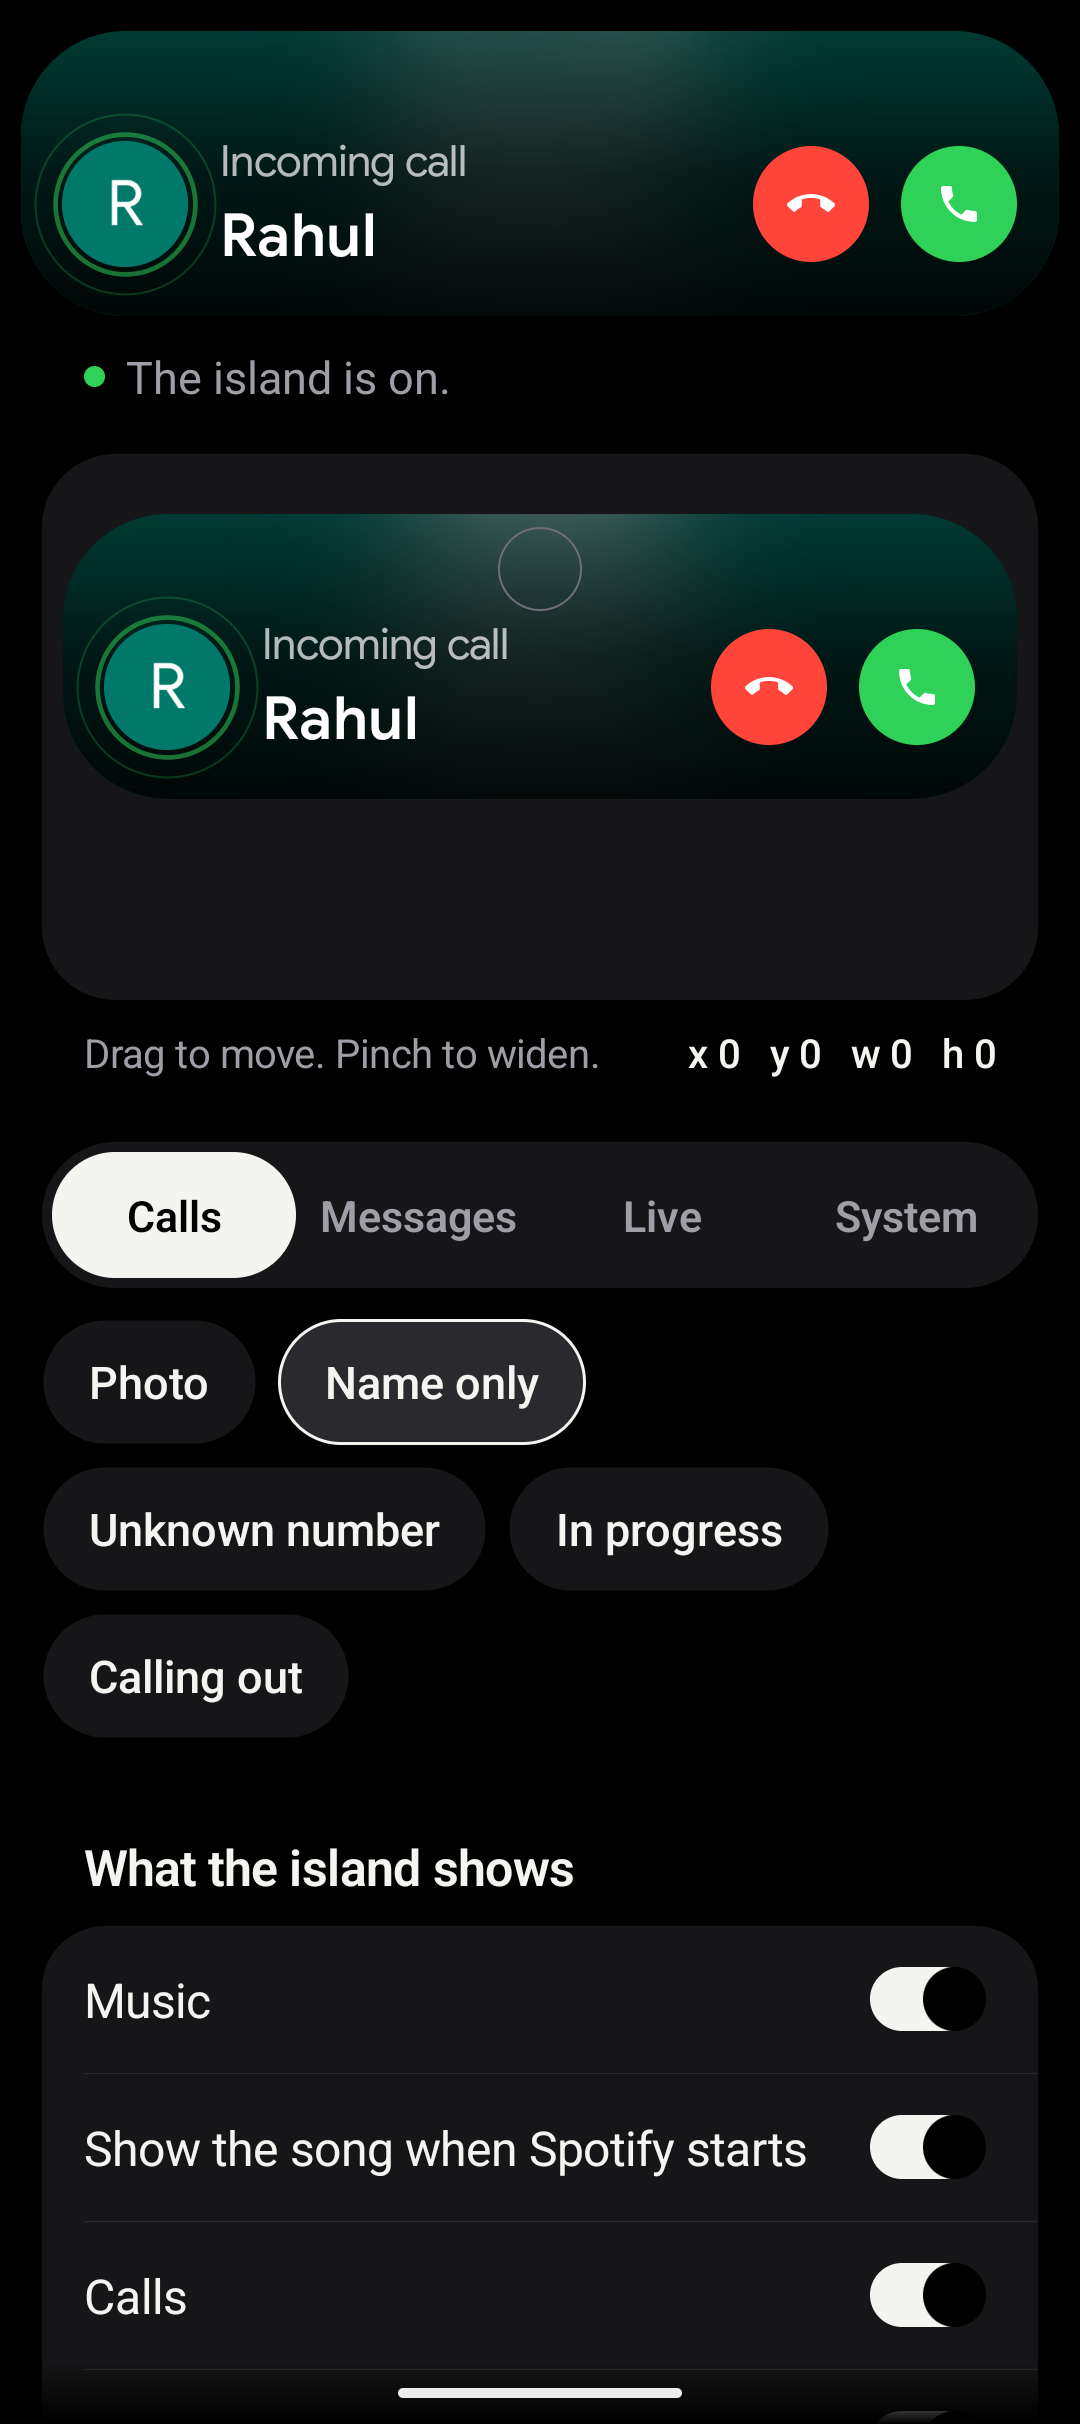 R
Incoming call
Rahul
The island is on.
R
Incoming call
Rahul
Drag to move. Pinch to widen. x 0 y 0 w 0 h 0
Calls Messages Live System
Photo Name only
Unknown number In progress
Calling out
What the island shows
Music
Show the song when Spotify starts
Calls